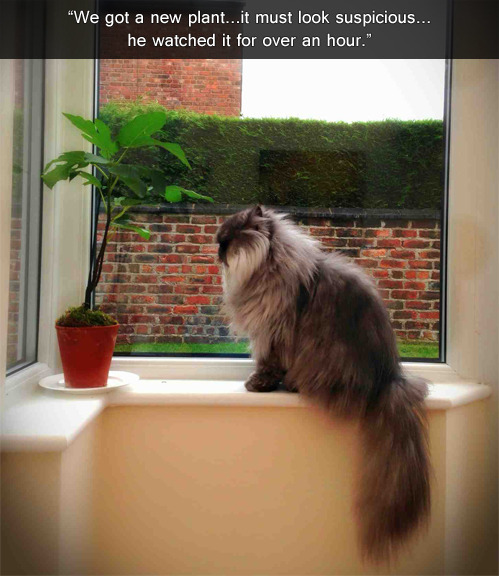 “We got a new plant...it must look suspicious...
he watched it for over an hour.”